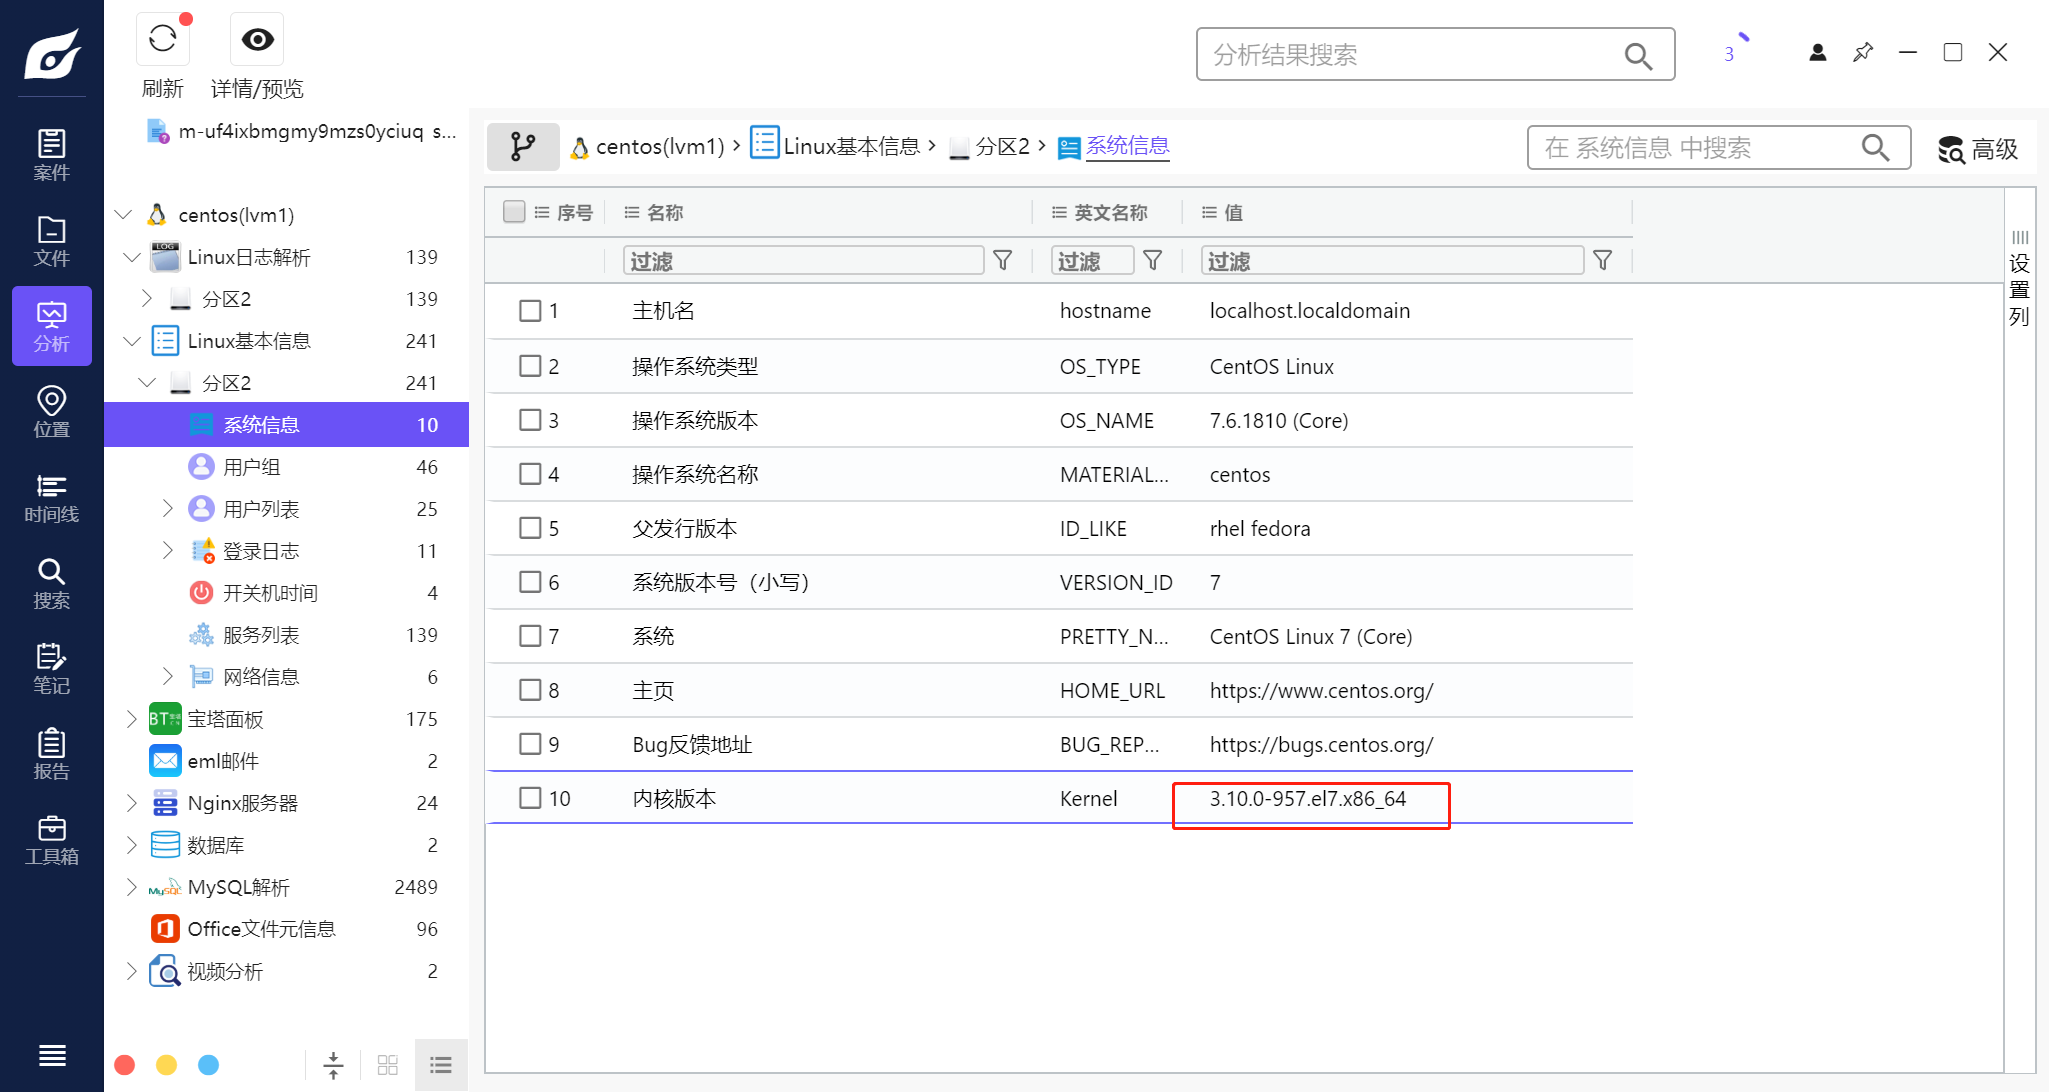 刷新
详情/预览
分析结果搜索
3
案件
文件
分析
位置
时间线
搜索
笔记
报告
工具箱
m-uf4ixbmgmy9mzs0yciuq s...
centos(lvm1)
Linux日志解析 139
分区2 139
Linux基本信息 241
分区2 241
系统信息 10
用户组 46
用户列表 25
登录日志 11
开关机时间 4
服务列表 139
网络信息 6
宝塔面板 175
eml邮件 2
Nginx服务器 24
数据库 2
MySQL解析 2489
Office文件元信息 96
视频分析 2
centos(lvm1) > Linux基本信息 > 分区2 > 系统信息
在 系统信息 中搜索
高级
序号 名称 英文名称 值
过滤 过滤 过滤
1 主机名 hostname localhost.localdomain
2 操作系统类型 OS_TYPE CentOS Linux
3 操作系统版本 OS_NAME 7.6.1810 (Core)
4 操作系统名称 MATERIAL... centos
5 父发行版本 ID_LIKE rhel fedora
6 系统版本号（小写） VERSION_ID 7
7 系统 PRETTY_N... CentOS Linux 7 (Core)
8 主页 HOME_URL https://www.centos.org/
9 Bug反馈地址 BUG_REP... https://bugs.centos.org/
10 内核版本 Kernel 3.10.0-957.el7.x86_64
设置列
LOG
BT
MySQL